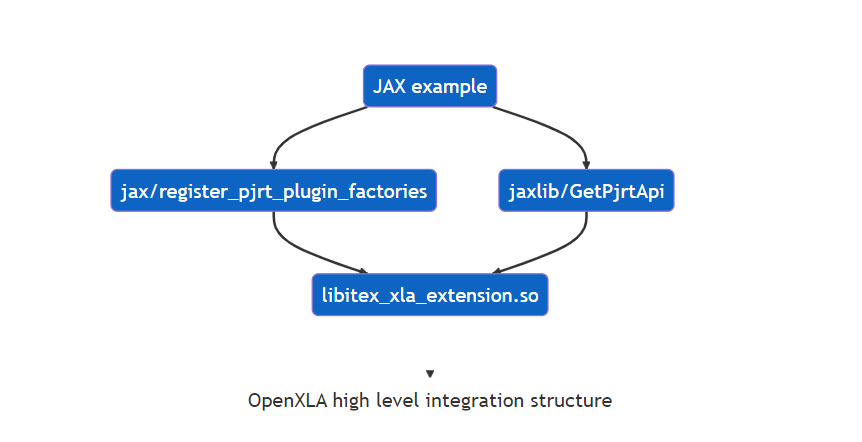 JAX example
jax/register_pjrt_plugin_factories
jaxlib/GetPjrtApi
libitex_xla_extension.so
OpenXLA high level integration structure